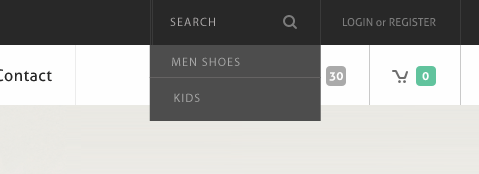 SEARCH
LOGIN or REGISTER
Contact
MEN SHOES
30
0
KIDS